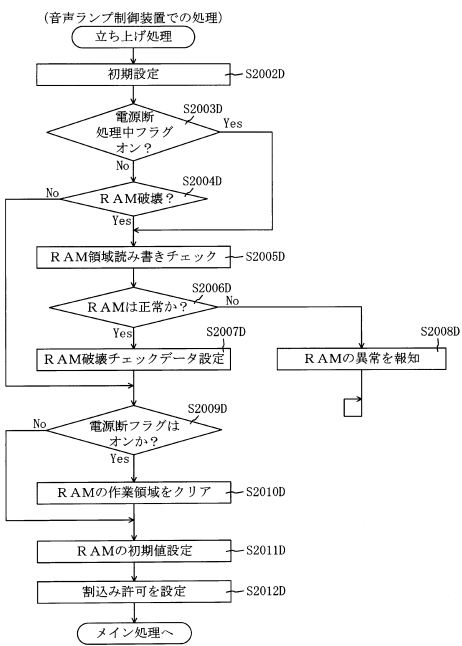 (音声ランプ制御装置での処理)
立ち上げ処理
初期設定
S2002D
電源断
処理中フラグ
オン？
S2003D
Yes
No
RAM破壊？
S2004D
No
Yes
RAM領域読み書きチェック
S2005D
RAMは正常か？
S2006D
No
Yes
RAM破壊チェックデータ設定
S2007D
RAMの異常を報知
S2008D
電源断フラグは
オンか？
S2009D
No
Yes
RAMの作業領域をクリア
S2010D
RAMの初期値設定
S2011D
割込み許可を設定
S2012D
メイン処理へ